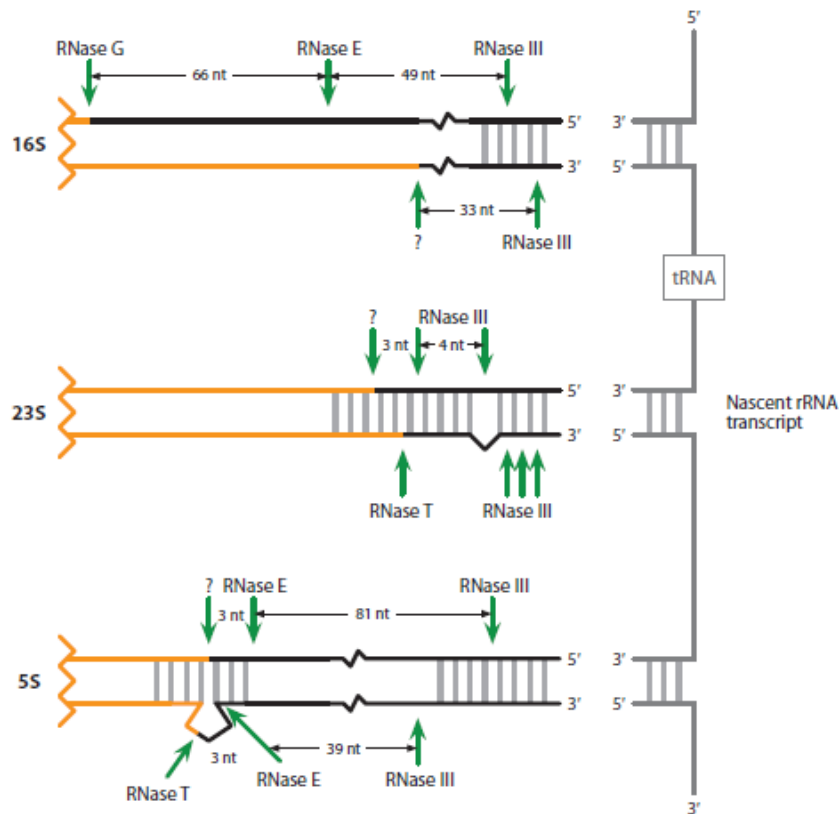 5′
RNase G RNase E RNase III
66 nt 49 nt
5′ 3′
16S
3′ 5′
33 nt
? RNase III
tRNA
? RNase III
3 nt 4 nt
5′ 3′
23S
3′ 5′
Nascent rRNA
transcript
RNase T RNase III
? RNase E RNase III
3 nt 81 nt
5′ 3′
5S
3′ 5′
39 nt
3 nt
RNase E RNase III
RNase T
3′